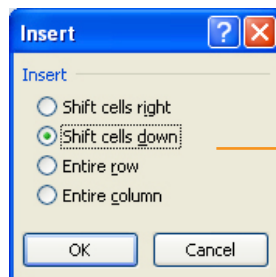 Insert
Insert
Shift cells right
Shift cells down
Entire row
Entire column
OK
Cancel